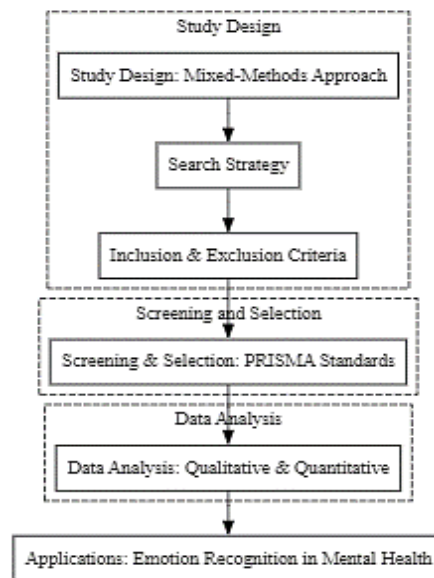 Study Design
Study Design: Mixed-Methods Approach
Search Strategy
Inclusion & Exclusion Criteria
Screening and Selection
Screening & Selection: PRISMA Standards
Data Analysis
Data Analysis: Qualitative & Quantitative
Applications: Emotion Recognition in Mental Health